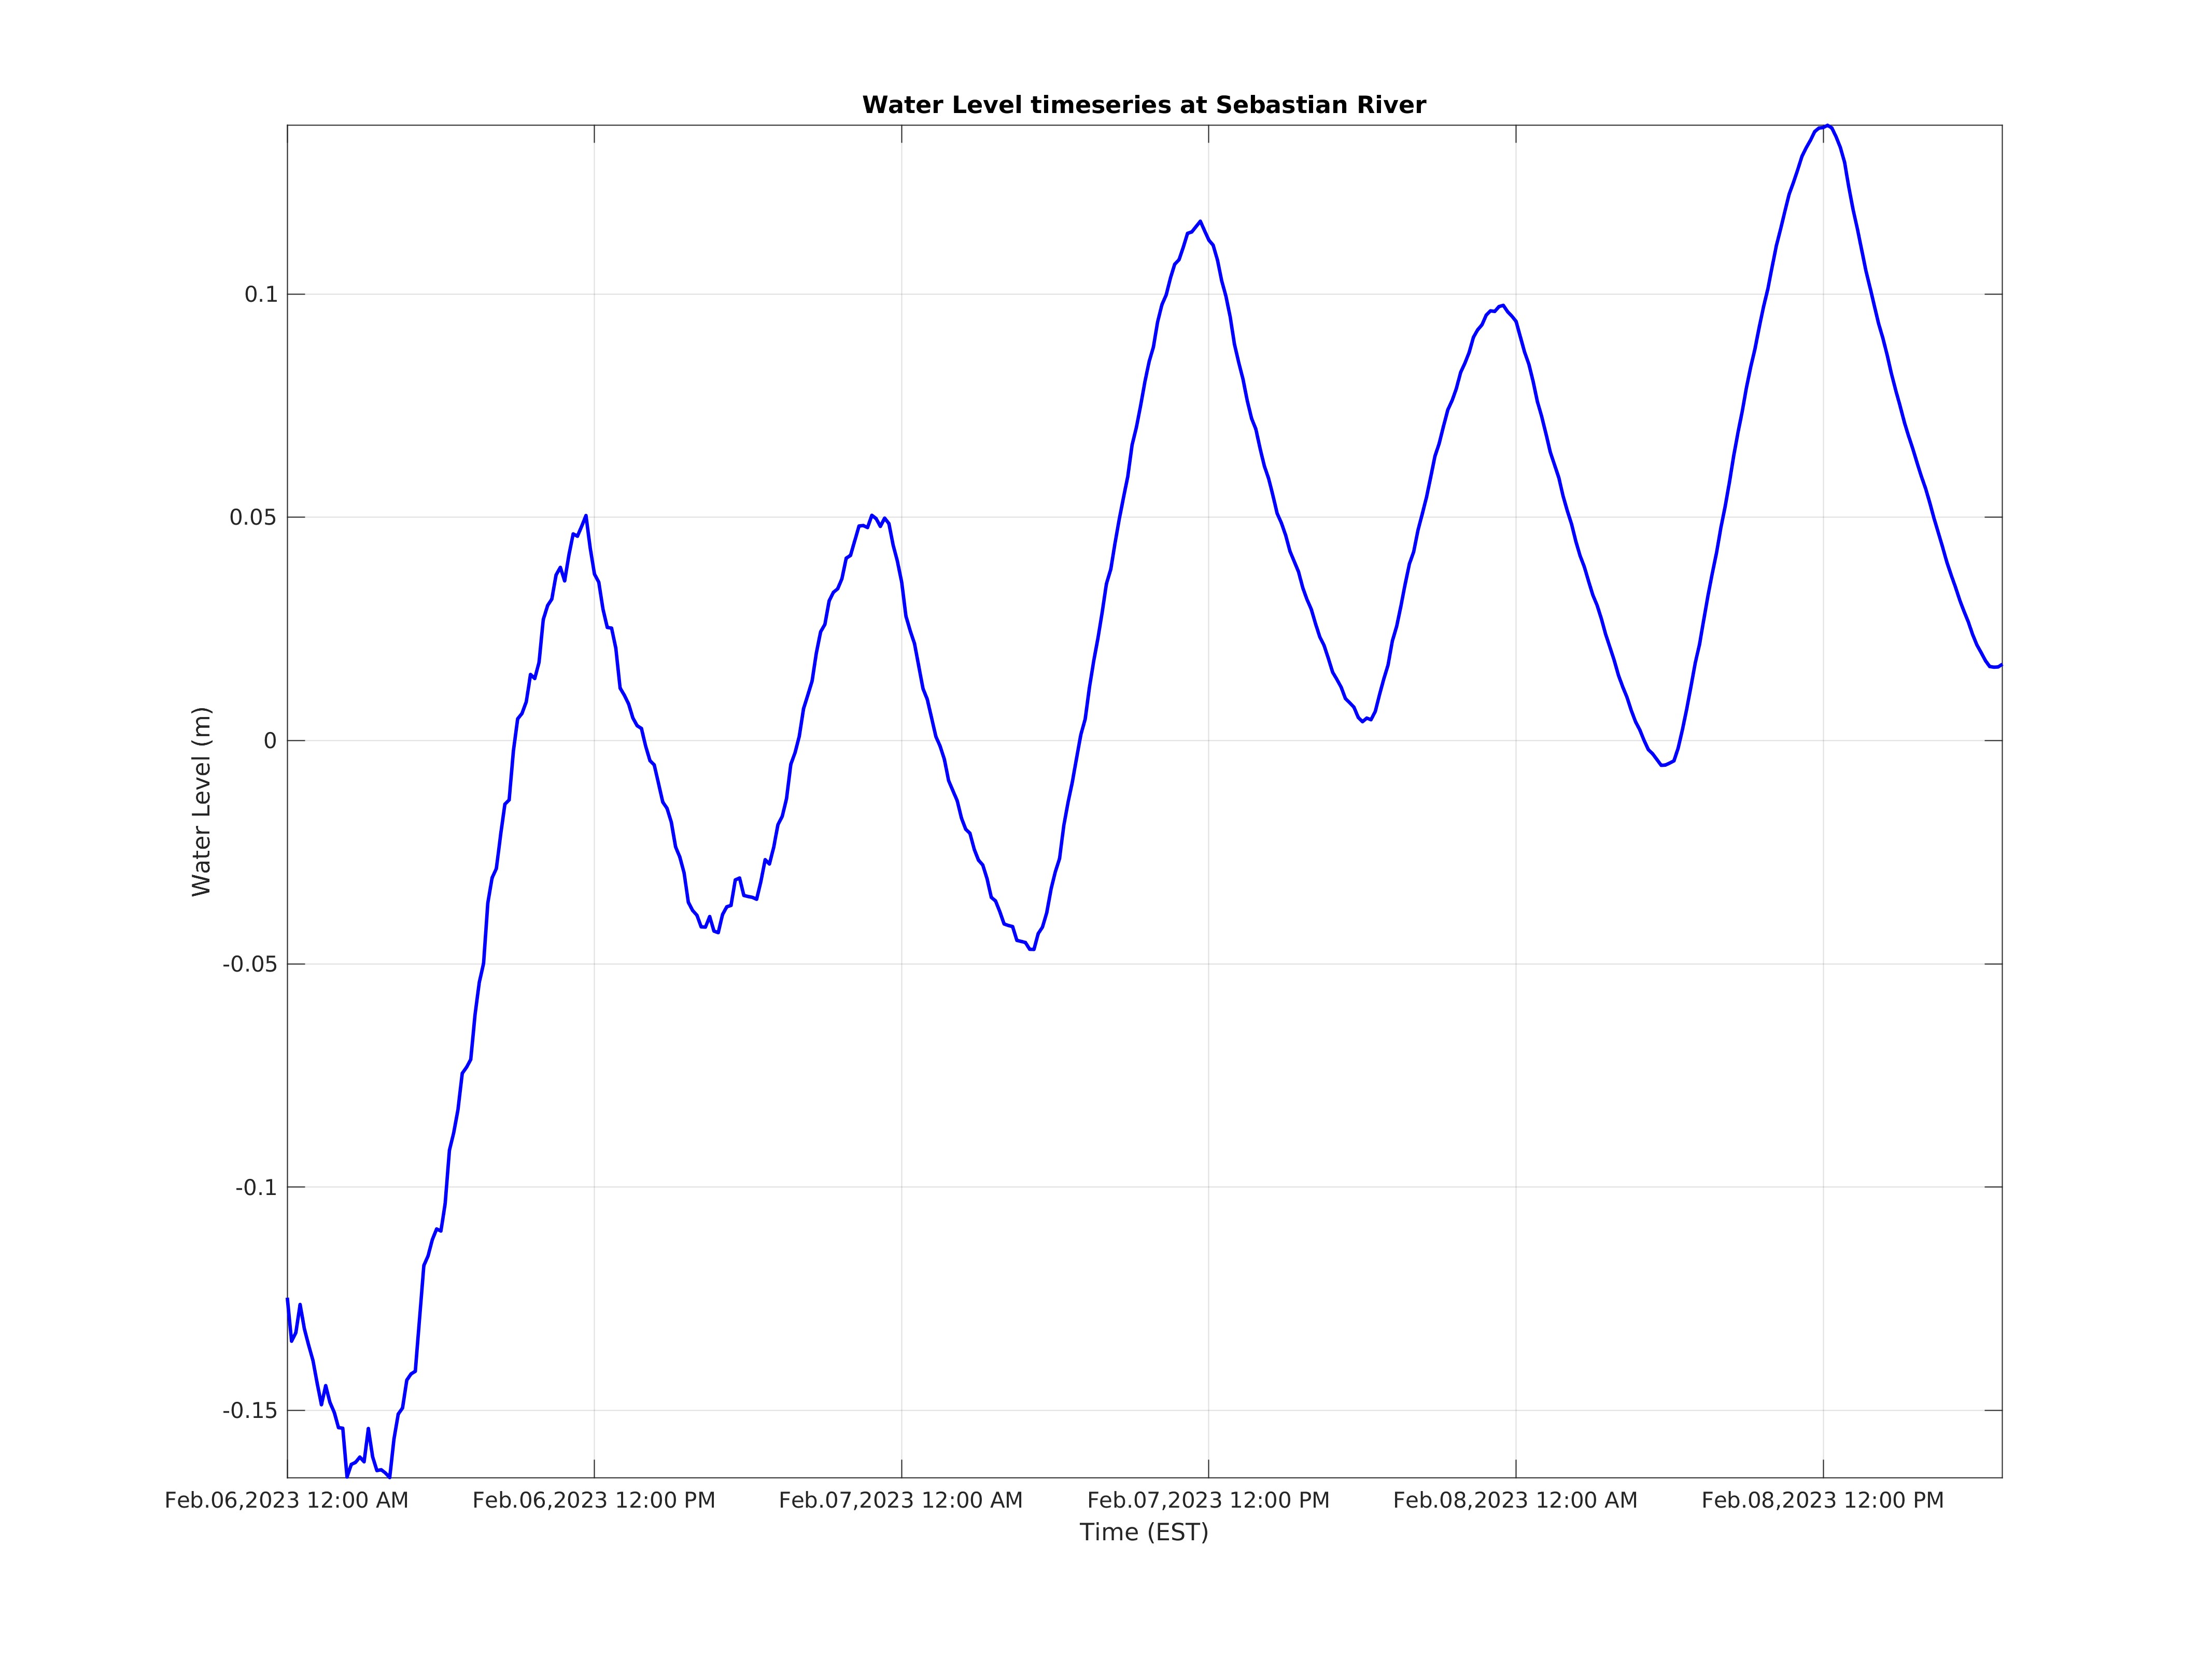 Water Level timeseries at Sebastian River
0.1
0.05
0
-0.05
-0.1
-0.15
Water Level (m)
Feb.06,2023 12:00 AM
Feb.06,2023 12:00 PM
Feb.07,2023 12:00 AM
Feb.07,2023 12:00 PM
Feb.08,2023 12:00 AM
Feb.08,2023 12:00 PM
Time (EST)